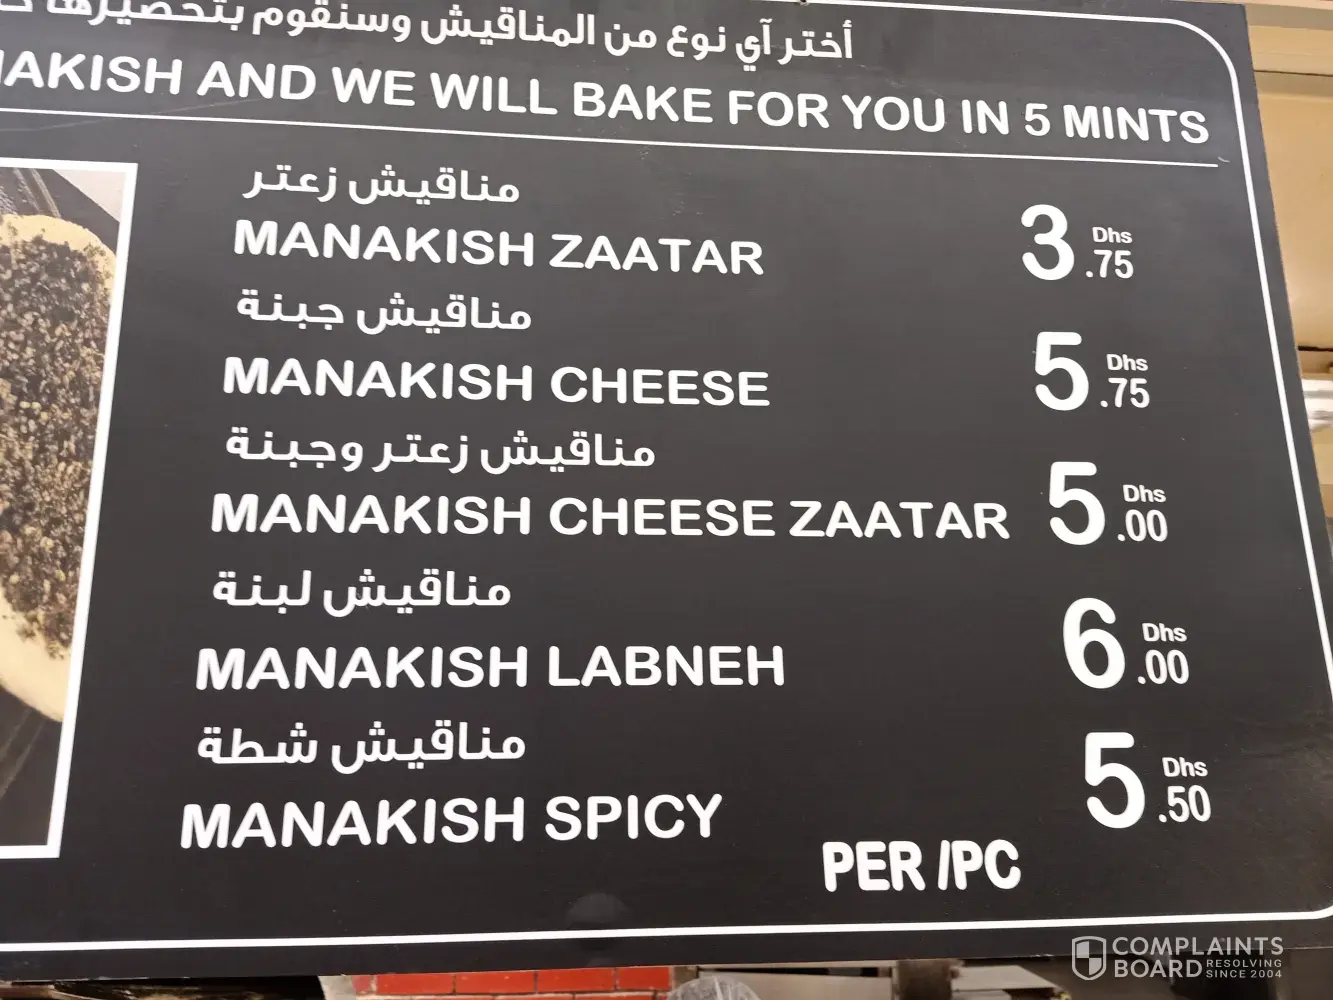 أختر آي نوع من المناقيش وسنقوم بتحضيرها
AND WE WILL BAKE FOR YOU IN 5 MINTS
مناقيش زعتر
MANAKISH ZAATAR 3 Dhs .75
مناقيش جبنة
MANAKISH CHEESE 5 Dhs .75
مناقيش زعتر وجبنة
MANAKISH CHEESE ZAATAR 5 Dhs .00
مناقيش لبنة
MANAKISH LABNEH 6 Dhs .00
مناقيش شطة
MANAKISH SPICY 5 Dhs .50
PER /PC
COMPLAINTS
BOARD RESOLVING
SINCE 2004